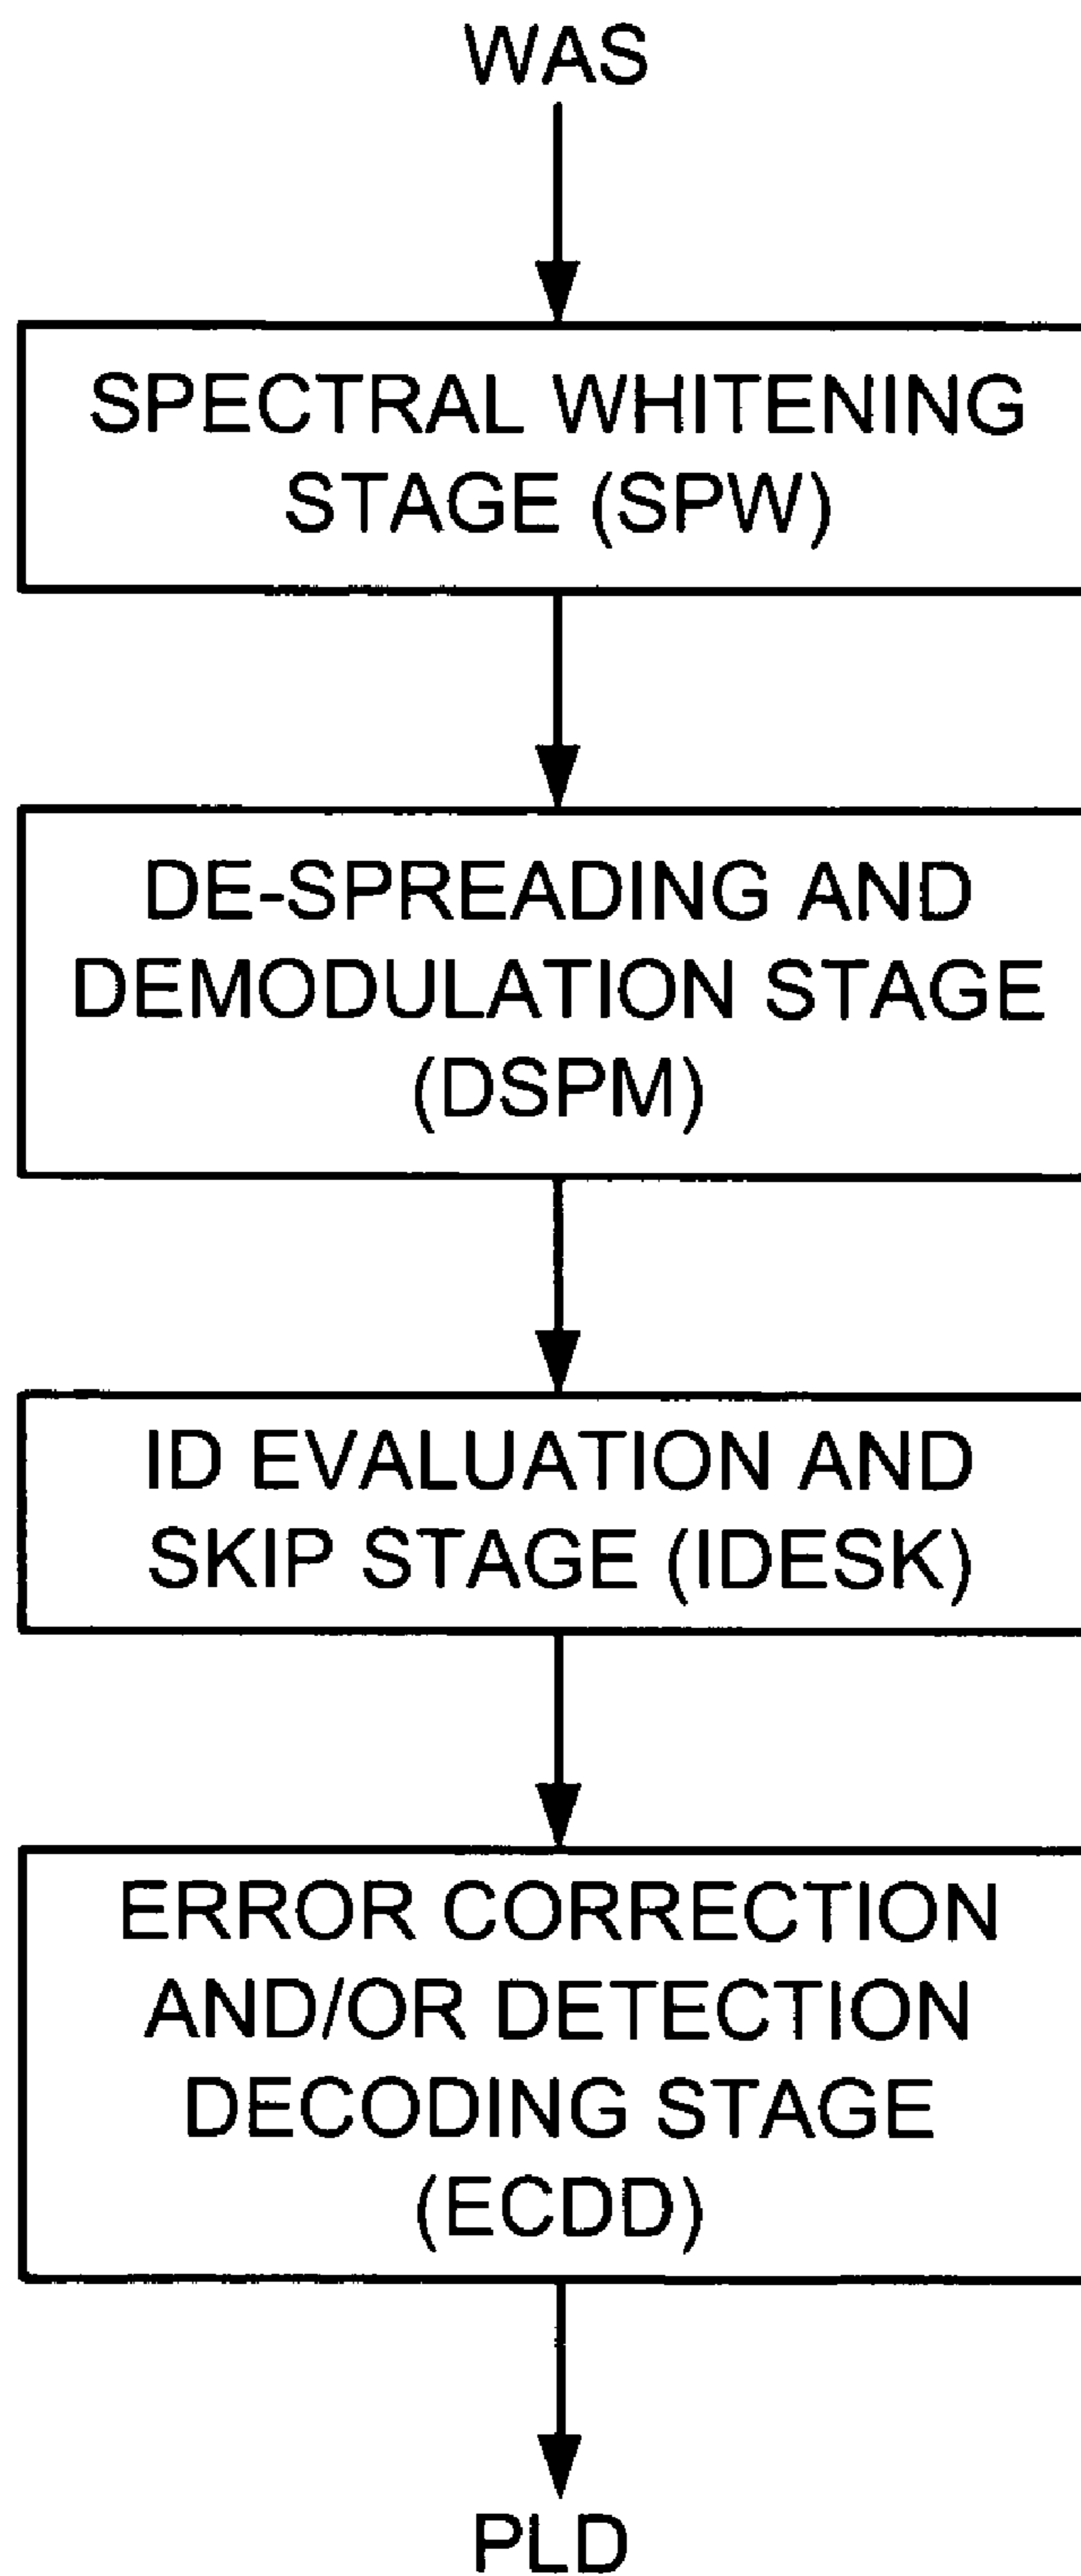 WAS
SPECTRAL WHITENING
STAGE (SPW)
DE-SPREADING AND
DEMODULATION STAGE
(DSPM)
ID EVALUATION AND
SKIP STAGE (IDESK)
ERROR CORRECTION
AND/OR DETECTION
DECODING STAGE
(ECDD)
PLD